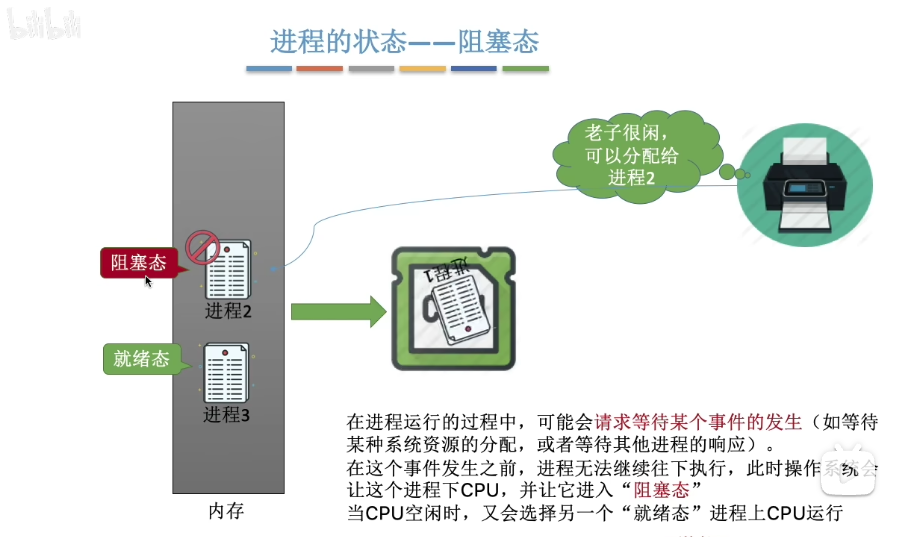 bilibili
进程的状态——阻塞态
老子很闲，
可以分配给
进程2
阻塞态
进程2
进程1
就绪态
进程3
在进程运行的过程中，可能会请求等待某个事件的发生（如等待
某种系统资源的分配，或者等待其他进程的响应）。
在这个事件发生之前，进程无法继续往下执行，此时操作系统会
让这个进程下CPU，并让它进入“阻塞态”
当CPU空闲时，又会选择另一个“就绪态”进程上CPU运行
内存